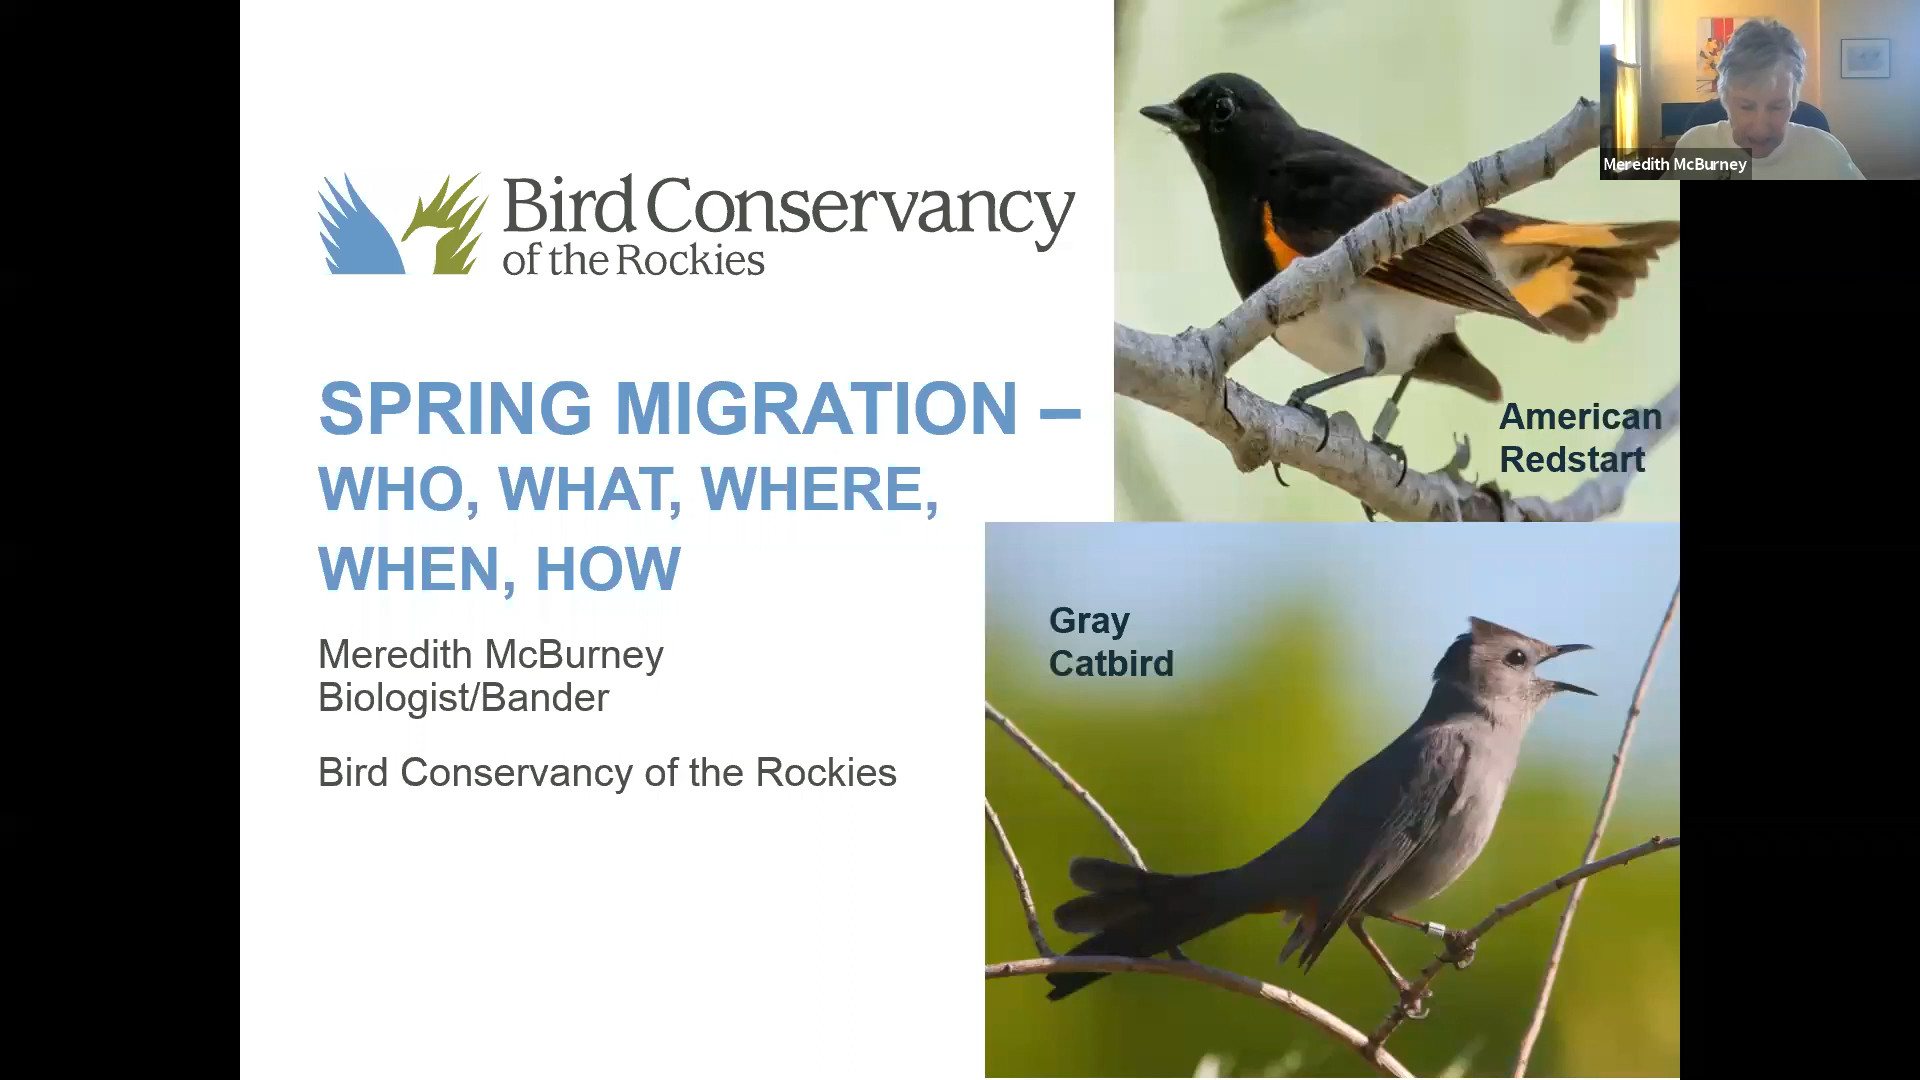 Bird Conservancy
of the Rockies
SPRING MIGRATION –
WHO, WHAT, WHERE,
WHEN, HOW
Meredith McBurney
Biologist/Bander
Bird Conservancy of the Rockies
American
Redstart
Gray
Catbird
Meredith McBurney